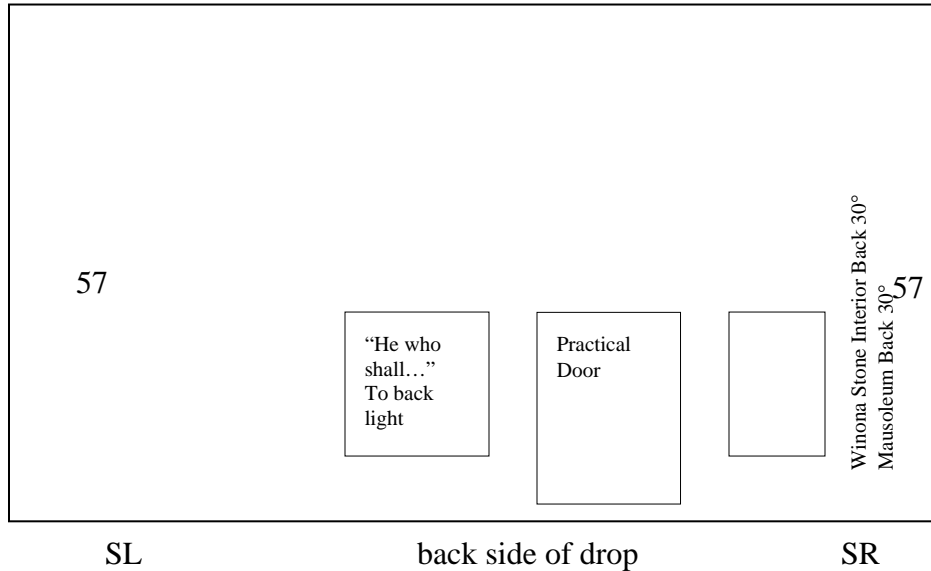 57
“He who
shall…”
To back
light
Practical
Door
Winona Stone Interior Back 30°
Mausoleum Back 30°
57
SL
back side of drop
SR